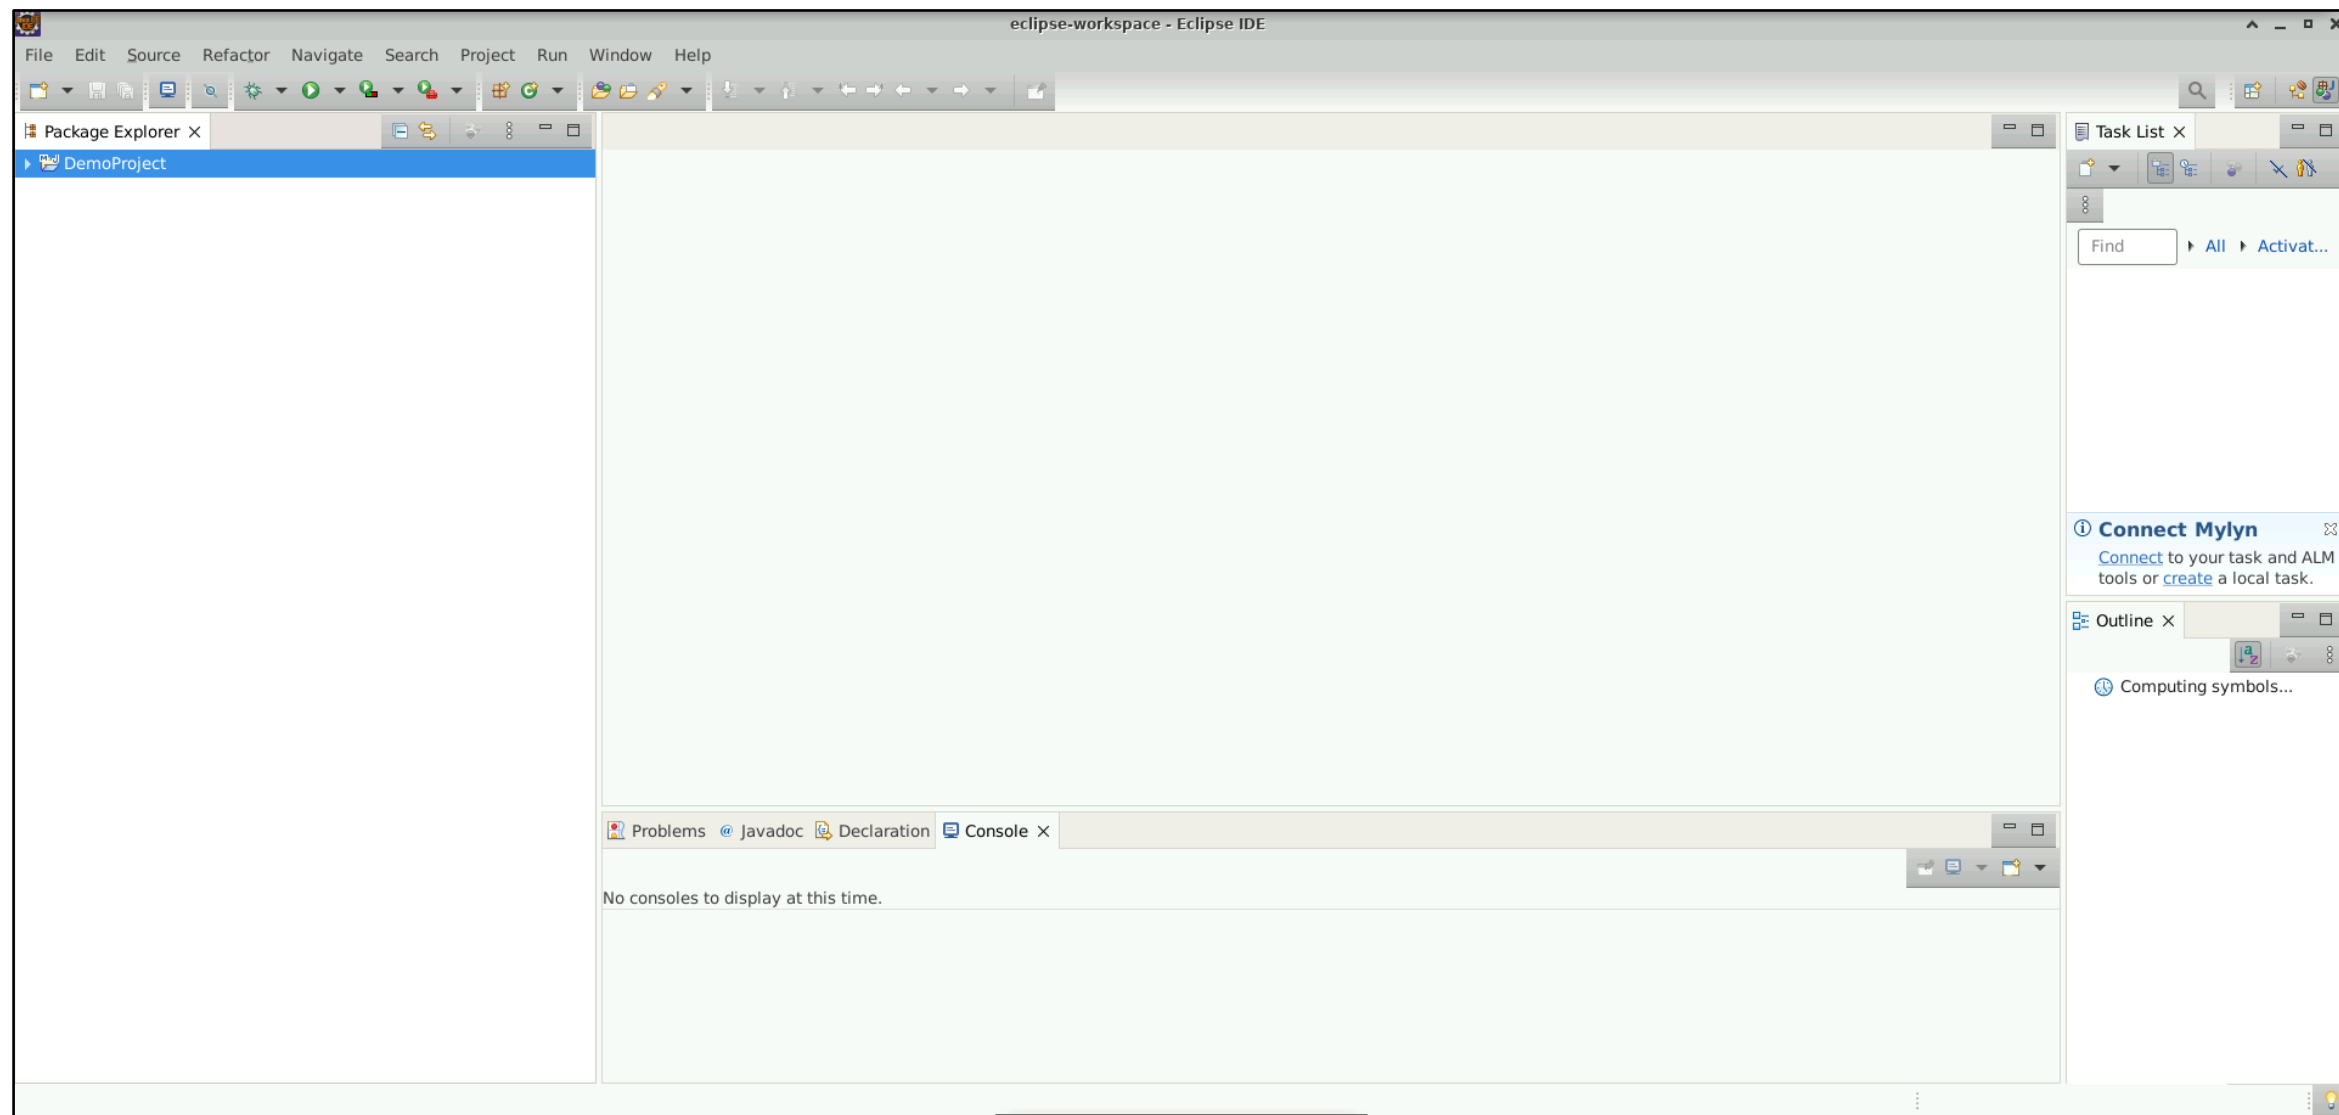 eclipse-workspace - Eclipse IDE
File Edit Source Refactor Navigate Search Project Run Window Help
Package Explorer
DemoProject
Task List
Find All Activat...
Connect Mylyn
Connect to your task and ALM
tools or create a local task.
Outline
Computing symbols...
Problems @ Javadoc Declaration Console
No consoles to display at this time.